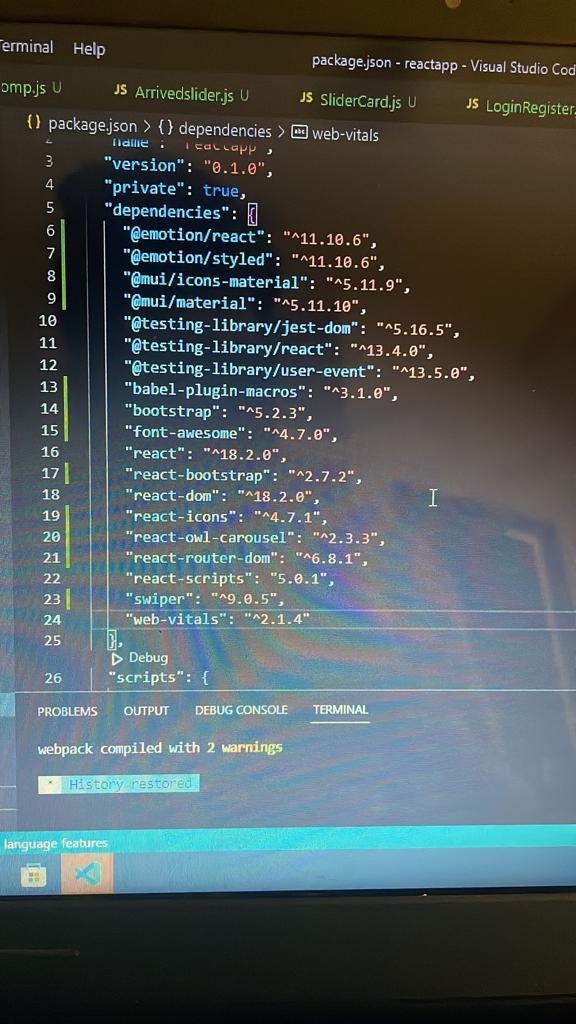 Terminal Help
package.json - reactapp - Visual Studio Cod
omp.js U JS Arrivedslider.js U JS SliderCard.js U JS LoginRegister.
{} package.json > {} dependencies > abc web-vitals
2 "name": "reactapp",
3 "version": "0.1.0",
4 "private": true,
5 "dependencies": {
6 "@emotion/react": "^11.10.6",
7 "@emotion/styled": "^11.10.6",
8 "@mui/icons-material": "^5.11.9",
9 "@mui/material": "^5.11.10",
10 "@testing-library/jest-dom": "^5.16.5",
11 "@testing-library/react": "^13.4.0",
12 "@testing-library/user-event": "^13.5.0",
13 "babel-plugin-macros": "^3.1.0",
14 "bootstrap": "^5.2.3",
15 "font-awesome": "^4.7.0",
16 "react": "^18.2.0",
17 "react-bootstrap": "^2.7.2",
18 "react-dom": "^18.2.0",
19 "react-icons": "^4.7.1",
20 "react-owl-carousel": "^2.3.3",
21 "react-router-dom": "^6.8.1",
22 "react-scripts": "5.0.1",
23 "swiper": "^9.0.5",
24 "web-vitals": "^2.1.4"
25 },
Debug
26 "scripts": {
PROBLEMS OUTPUT DEBUG CONSOLE TERMINAL
webpack compiled with 2 warnings
* History restored
language features